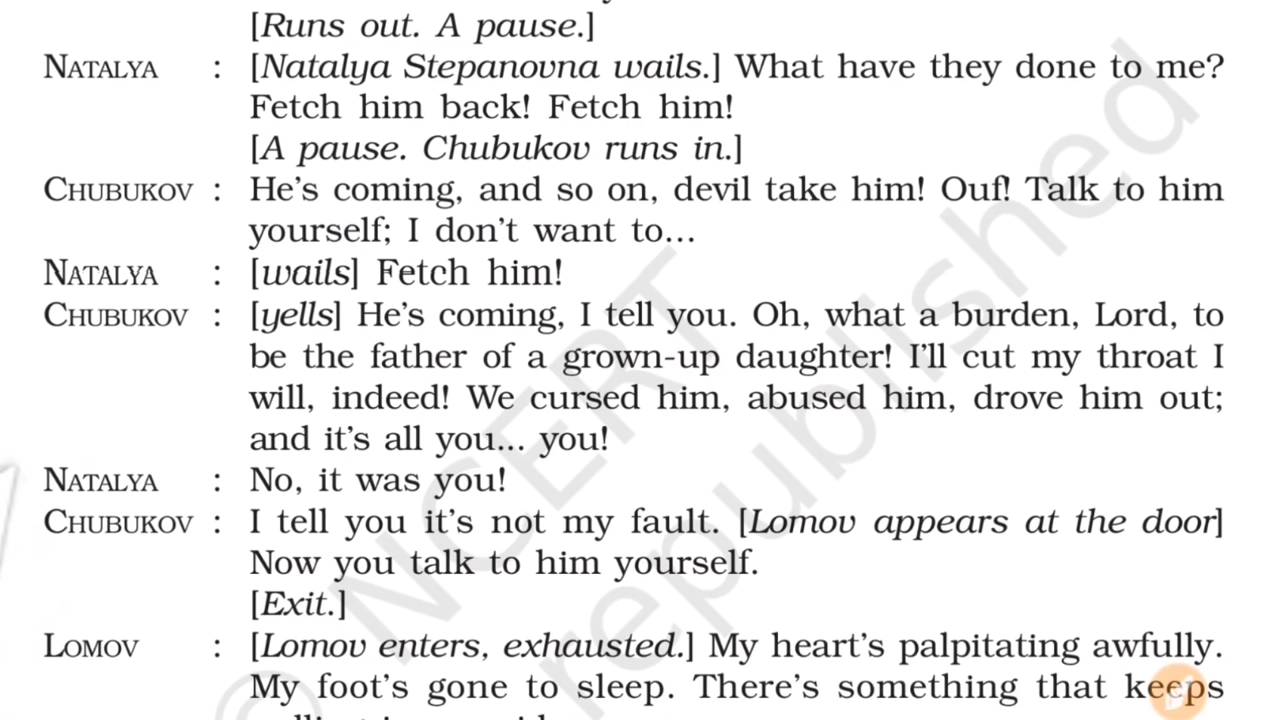 [Runs out. A pause.]
NATALYA : [Natalya Stepanovna wails.] What have they done to me?
Fetch him back! Fetch him!
[A pause. Chubukov runs in.]
CHUBUKOV : He's coming, and so on, devil take him! Ouf! Talk to him
yourself; I don't want to...
NATALYA : [wails] Fetch him!
CHUBUKOV : [yells] He's coming, I tell you. Oh, what a burden, Lord, to
be the father of a grown-up daughter! I'll cut my throat I
will, indeed! We cursed him, abused him, drove him out;
and it's all you... you!
NATALYA : No, it was you!
CHUBUKOV : I tell you it's not my fault. [Lomov appears at the door]
Now you talk to him yourself.
[Exit.]
LOMOV : [Lomov enters, exhausted.] My heart's palpitating awfully.
My foot's gone to sleep. There's something that keeps
© NCERT
republished